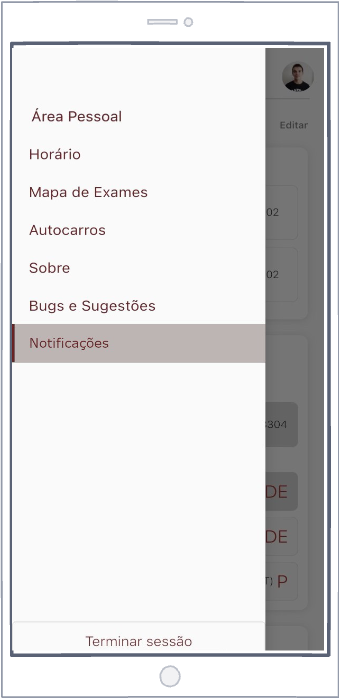 Área Pessoal
Editar
Horário
Mapa de Exames
02
Autocarros
Sobre
02
Bugs e Sugestões
Notificações
304
DE
DE
T) P
Terminar sessão